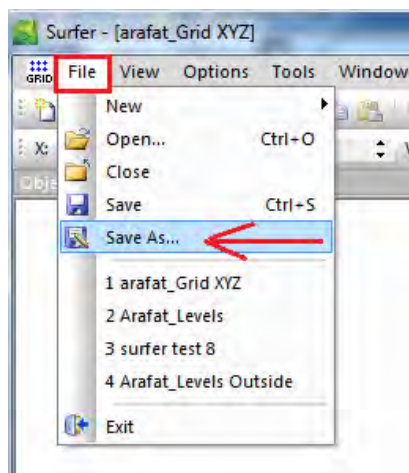 Surfer - [arafat_Grid XYZ]
GRID File View Options Tools Window
New
Open... Ctrl+O
X:
Close
Obje
Save Ctrl+S
Save As...
1 arafat_Grid XYZ
2 Arafat_Levels
3 surfer test 8
4 Arafat_Levels Outside
Exit